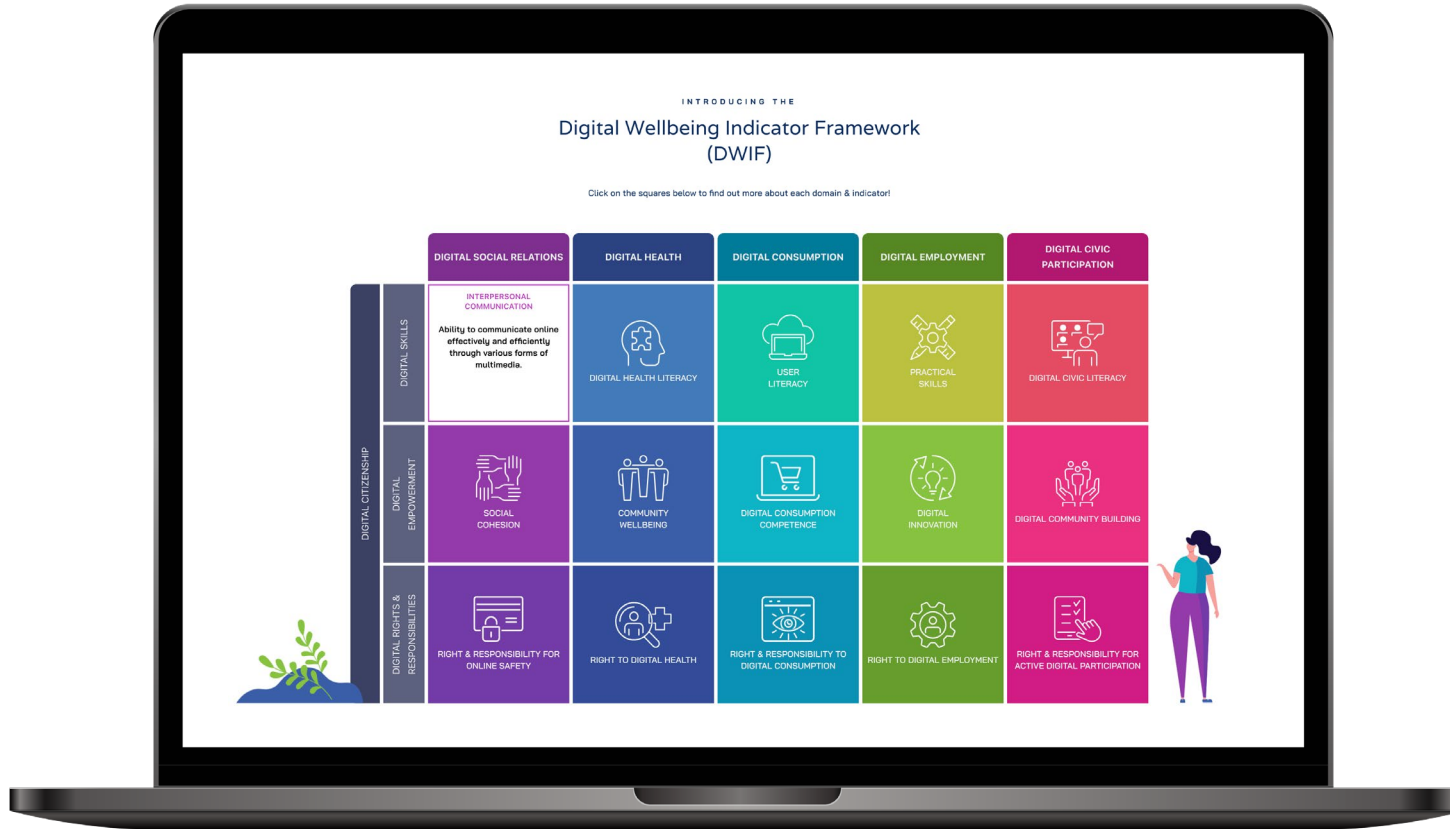 INTRODUCING THE
Digital Wellbeing Indicator Framework
(DWIF)
Click on the squares below to find out more about each domain & indicator!
DIGITAL SOCIAL RELATIONS
DIGITAL HEALTH
DIGITAL CONSUMPTION
DIGITAL EMPLOYMENT
DIGITAL CIVIC
PARTICIPATION
DIGITAL CITIZENSHIP
DIGITAL SKILLS
INTERPERSONAL
COMMUNICATION
Ability to communicate online
effectively and efficiently
through various forms of
multimedia.
DIGITAL HEALTH LITERACY
USER
LITERACY
PRACTICAL
SKILLS
DIGITAL CIVIC LITERACY
DIGITAL
EMPOWERMENT
SOCIAL
COHESION
COMMUNITY
WELLBEING
DIGITAL CONSUMPTION
COMPETENCE
DIGITAL
INNOVATION
DIGITAL COMMUNITY BUILDING
DIGITAL RIGHTS &
RESPONSIBILITIES
RIGHT & RESPONSIBILITY FOR
ONLINE SAFETY
RIGHT TO DIGITAL HEALTH
RIGHT & RESPONSIBILITY TO
DIGITAL CONSUMPTION
RIGHT TO DIGITAL EMPLOYMENT
RIGHT & RESPONSIBILITY FOR
ACTIVE DIGITAL PARTICIPATION